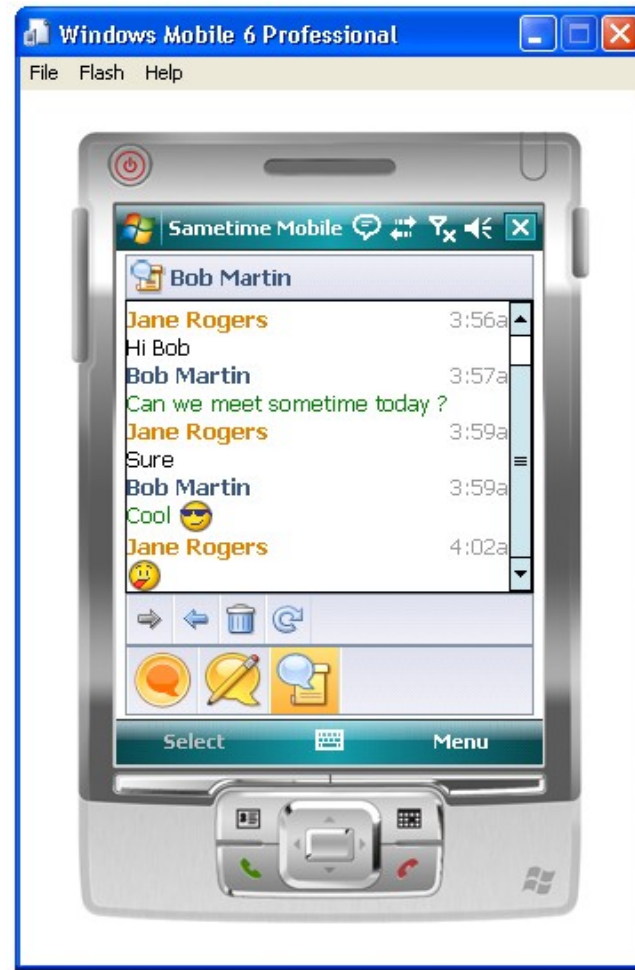 Windows Mobile 6 Professional
File Flash Help
Sametime Mobile
Bob Martin
Jane Rogers 3:56a
Hi Bob
Bob Martin 3:57a
Can we meet sometime today ?
Jane Rogers 3:59a
Sure
Bob Martin 3:59a
Cool
Jane Rogers 4:02a
Select Menu